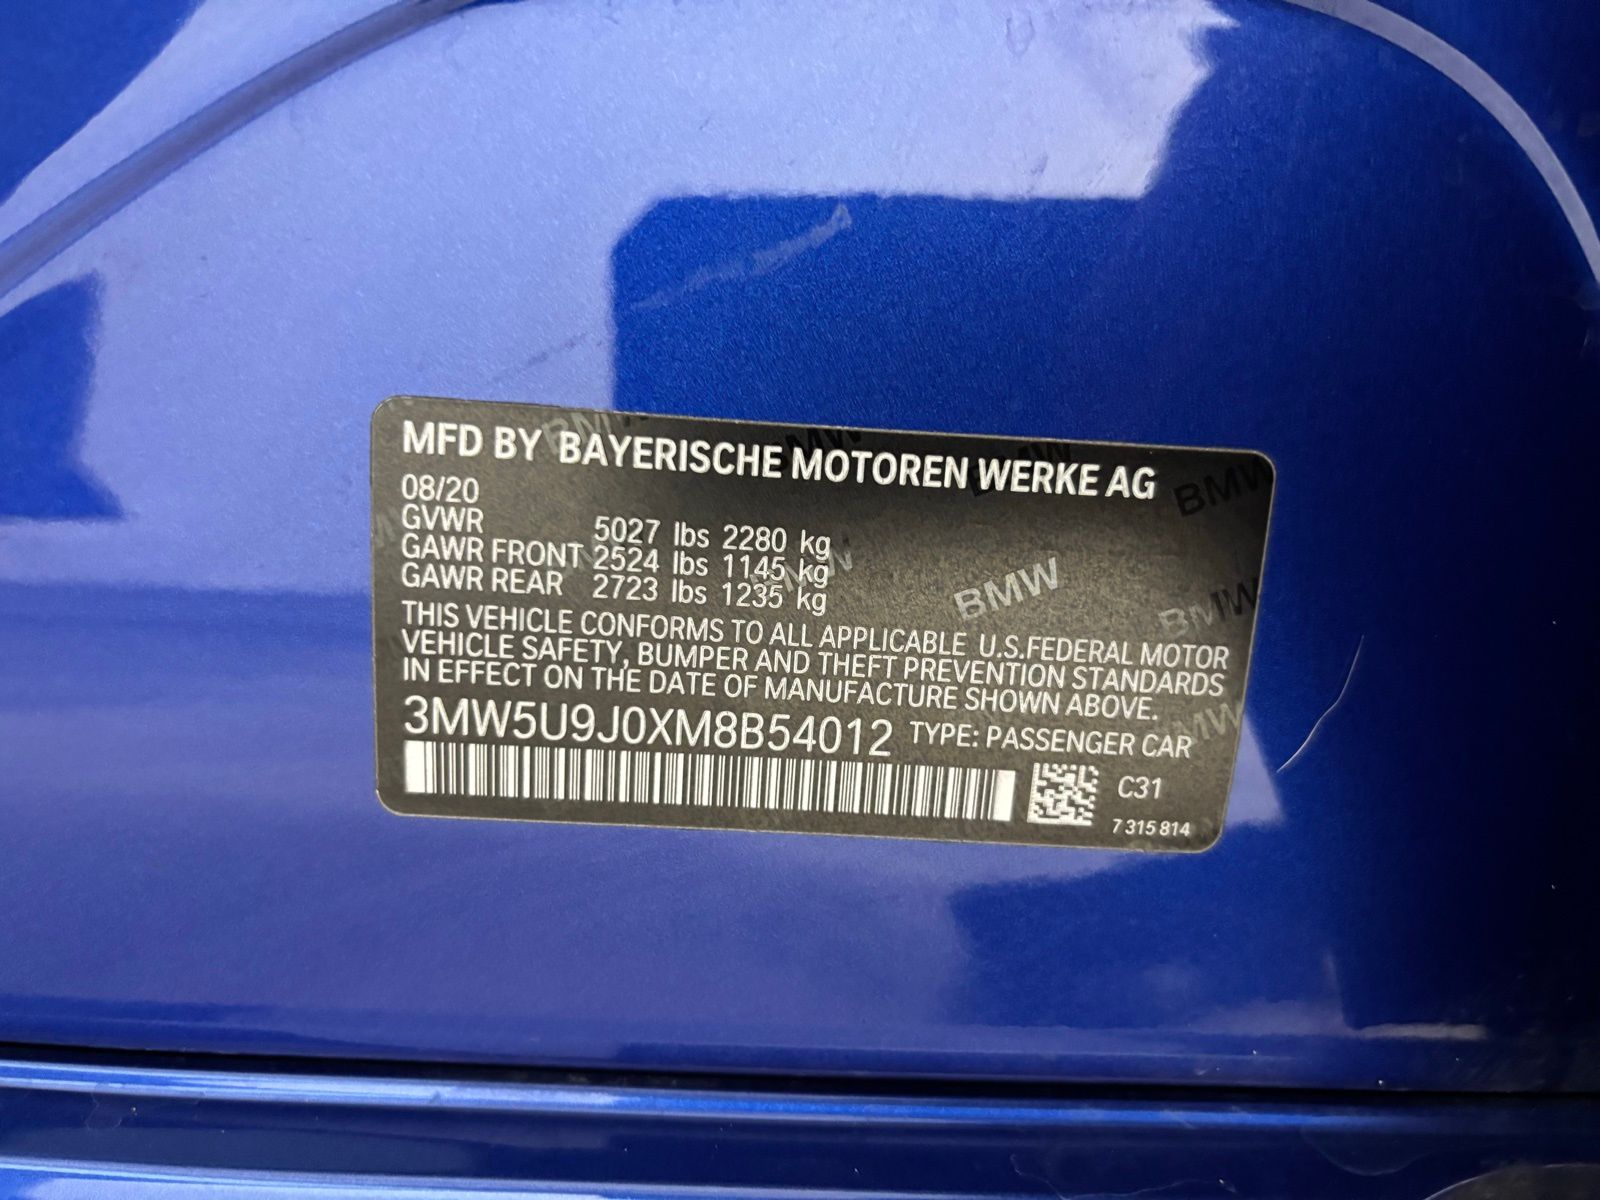 MFD BY BAYERISCHE MOTOREN WERKE AG
08/20
GVWR 5027 lbs 2280 kg
GAWR FRONT 2524 lbs 1145 kg
GAWR REAR 2723 lbs 1235 kg
THIS VEHICLE CONFORMS TO ALL APPLICABLE U.S.FEDERAL MOTOR
VEHICLE SAFETY, BUMPER AND THEFT PREVENTION STANDARDS
IN EFFECT ON THE DATE OF MANUFACTURE SHOWN ABOVE.
3MW5U9J0XM8B54012 TYPE: PASSENGER CAR
C31
7 315 814
BMW
BMW
BMW
BMW